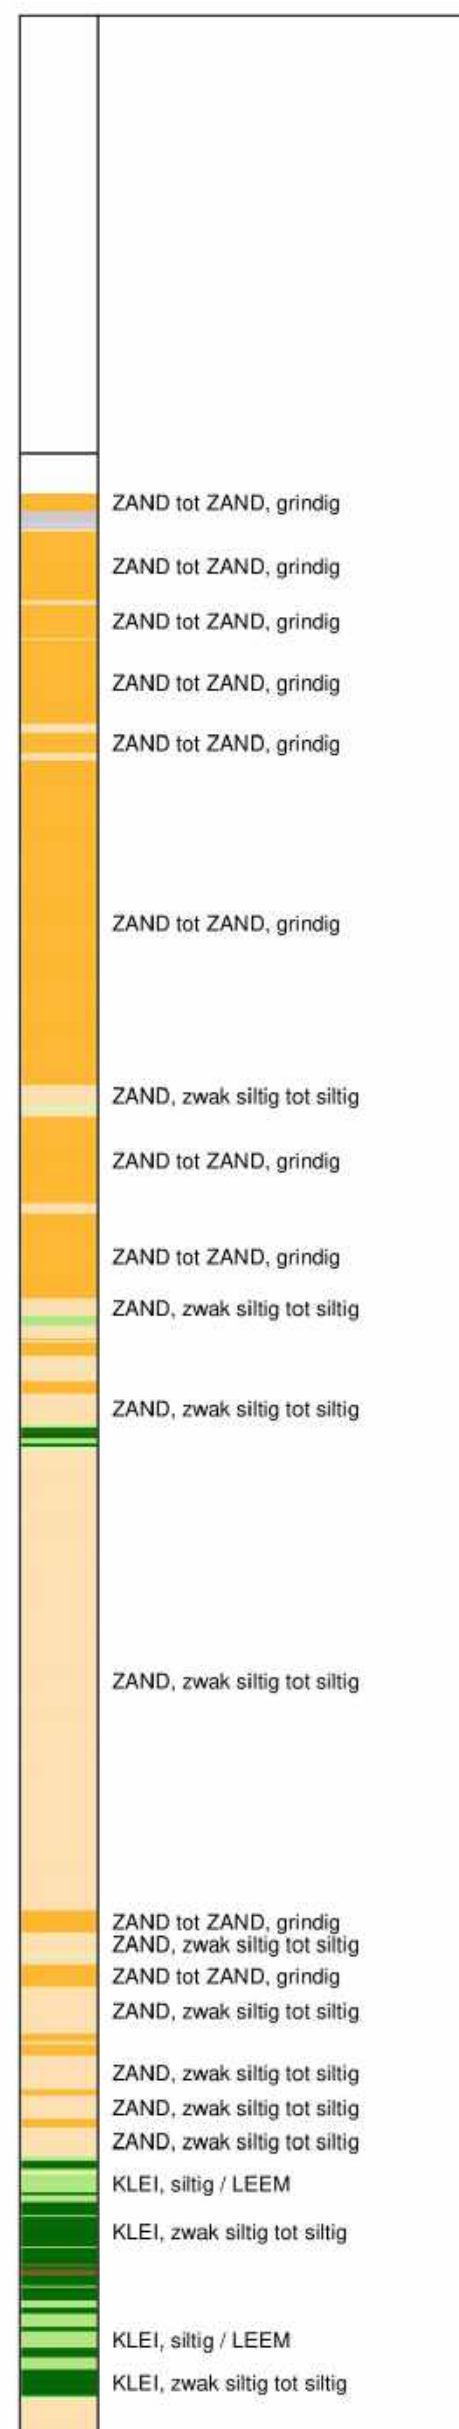 ZAND tot ZAND, grindig
ZAND tot ZAND, grindig
ZAND tot ZAND, grindig
ZAND tot ZAND, grindig
ZAND tot ZAND, grindig
ZAND tot ZAND, grindig
ZAND, zwak siltig tot siltig
ZAND tot ZAND, grindig
ZAND tot ZAND, grindig
ZAND, zwak siltig tot siltig
ZAND, zwak siltig tot siltig
ZAND, zwak siltig tot siltig
ZAND tot ZAND, grindig
ZAND, zwak siltig tot siltig
ZAND tot ZAND, grindig
ZAND, zwak siltig tot siltig
ZAND, zwak siltig tot siltig
ZAND, zwak siltig tot siltig
ZAND, zwak siltig tot siltig
KLEI, siltig / LEEM
KLEI, zwak siltig tot siltig
KLEI, siltig / LEEM
KLEI, zwak siltig tot siltig